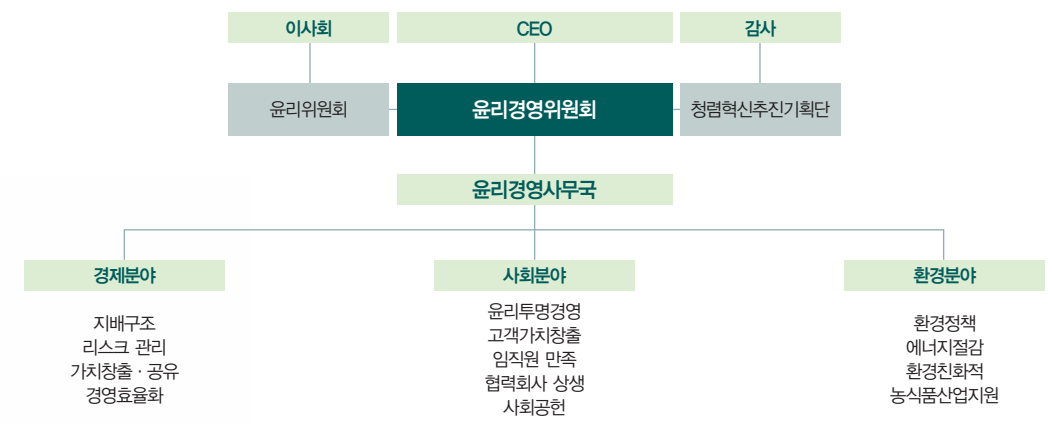 이사회
CEO
감사
윤리위원회
윤리경영위원회
청렴혁신추진기획단
윤리경영사무국
경제분야
지배구조
리스크 관리
가치창출 · 공유
경영효율화
사회분야
윤리투명경영
고객가치창출
임직원 만족
협력회사 상생
사회공헌
환경분야
환경정책
에너지절감
환경친화적
농식품산업지원